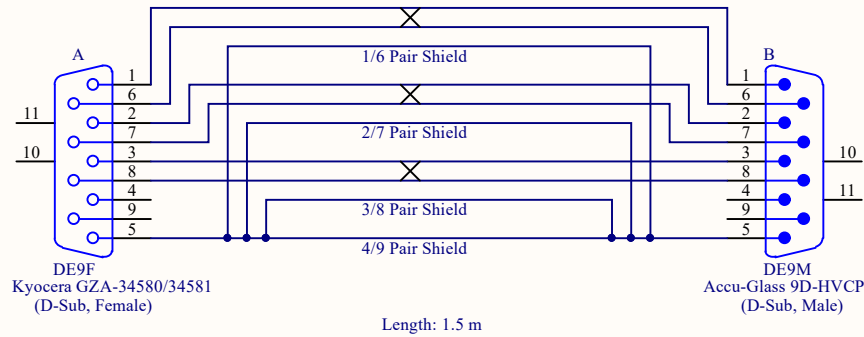 A
B
1/6 Pair Shield
1
1
6
6
11
2
2
2/7 Pair Shield
7
7
10
3
3
10
8
8
4
4
11
3/8 Pair Shield
9
9
5
5
4/9 Pair Shield
DE9F
DE9M
Kyocera GZA-34580/34581
Accu-Glass 9D-HVCP
(D-Sub, Female)
(D-Sub, Male)
Length: 1.5 m